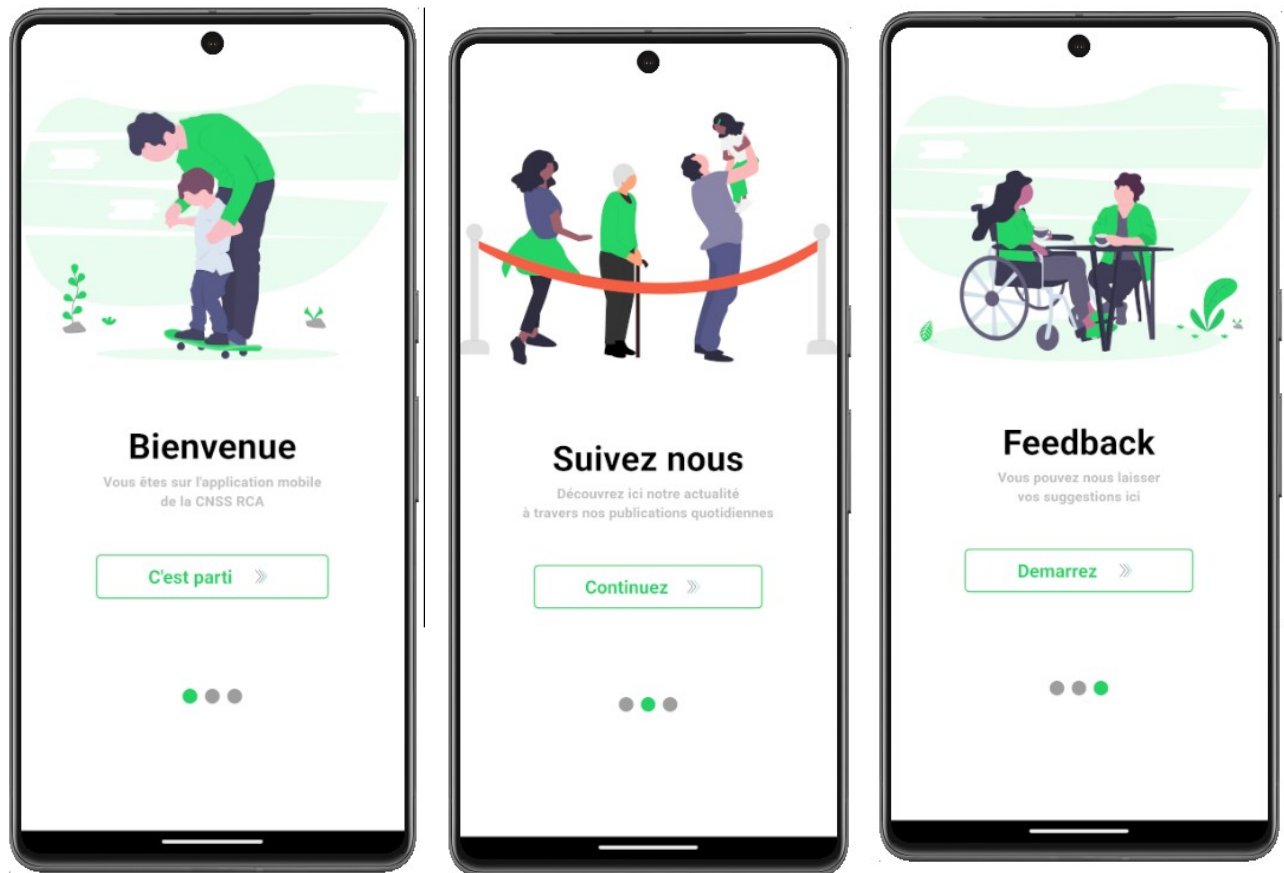 Bienvenue
Vous êtes sur l'application mobile
de la CNSS RCA
C'est parti
Suivez nous
Découvrez ici notre actualité
à travers nos publications quotidiennes
Continuez
Feedback
Vous pouvez nous laisser
vos suggestions ici
Demarrez